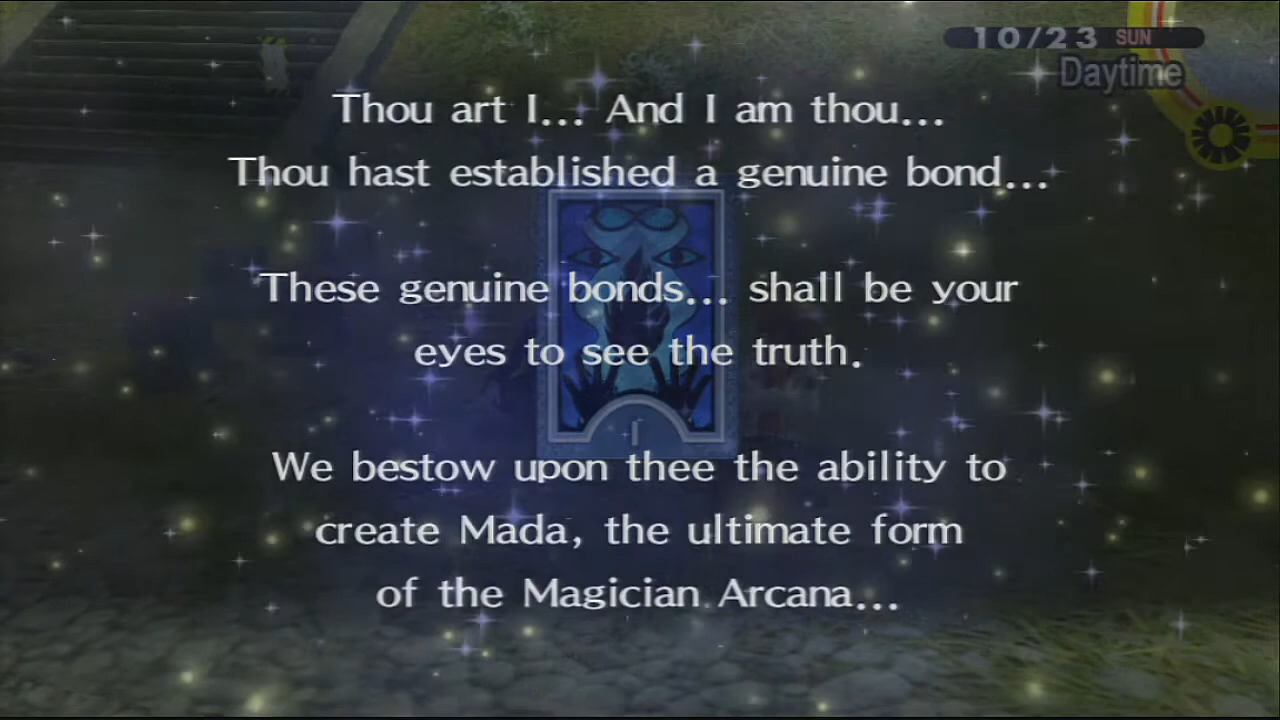 10/23 SUN
Daytime
Thou art I... And I am thou...
Thou hast established a genuine bond...
These genuine bonds... shall be your
eyes to see the truth.
I
We bestow upon thee the ability to
create Mada, the ultimate form
of the Magician Arcana...